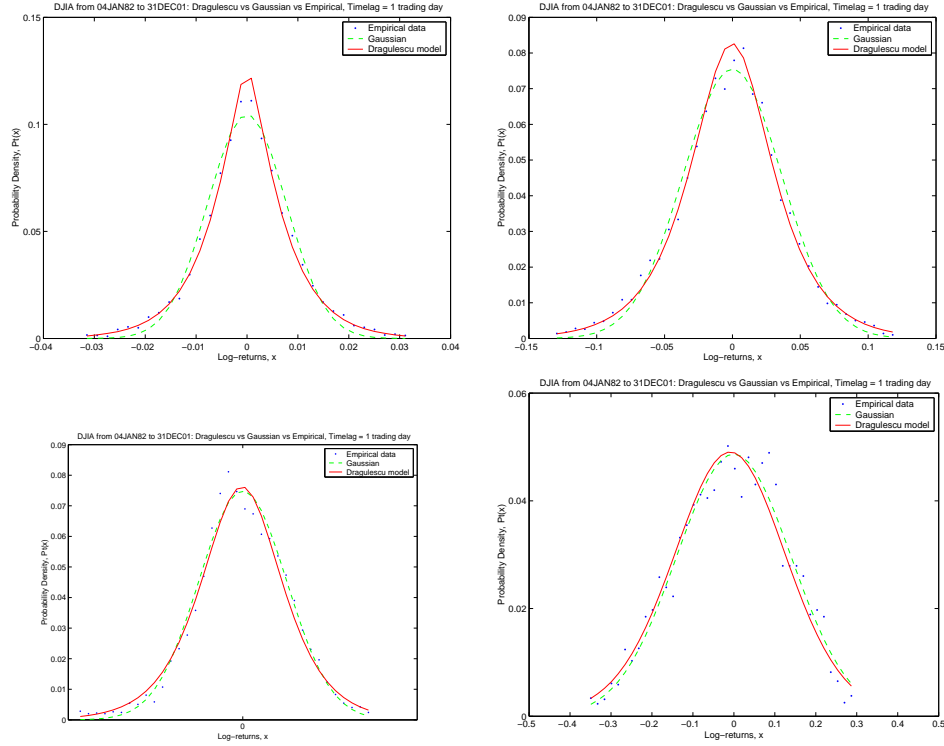 DJIA from 04JAN82 to 31DEC01: Dragulescu vs Gaussian vs Empirical, Timelag = 1 trading day
0.15
Empirical data
Gaussian
Dragulescu model
0.1
0.05
0
Probability Density, Pt(x)
−0.04
−0.03
−0.02
−0.01
0
0.01
0.02
0.03
0.04
Log−returns, x
DJIA from 04JAN82 to 31DEC01: Dragulescu vs Gaussian vs Empirical, Timelag = 1 trading day
0.09
Empirical data
Gaussian
Dragulescu model
0.08
0.07
0.06
0.05
0.04
0.03
0.02
0.01
0
Probability Density, Pt(x)
−0.15
−0.1
−0.05
0
0.05
0.1
0.15
Log−returns, x
DJIA from 04JAN82 to 31DEC01: Dragulescu vs Gaussian vs Empirical, Timelag = 1 trading day
0.09
Empirical data
Gaussian
Dragulescu model
0.08
0.07
0.06
0.05
0.04
0.03
0.02
0.01
0
Probability Density, Pt(x)
0
Log−returns, x
DJIA from 04JAN82 to 31DEC01: Dragulescu vs Gaussian vs Empirical, Timelag = 1 trading day
0.06
Empirical data
Gaussian
Dragulescu model
0.04
0.02
0
Probability Density, Pt(x)
−0.5
−0.4
−0.3
−0.2
−0.1
0
0.1
0.2
0.3
0.4
0.5
Log−returns, x